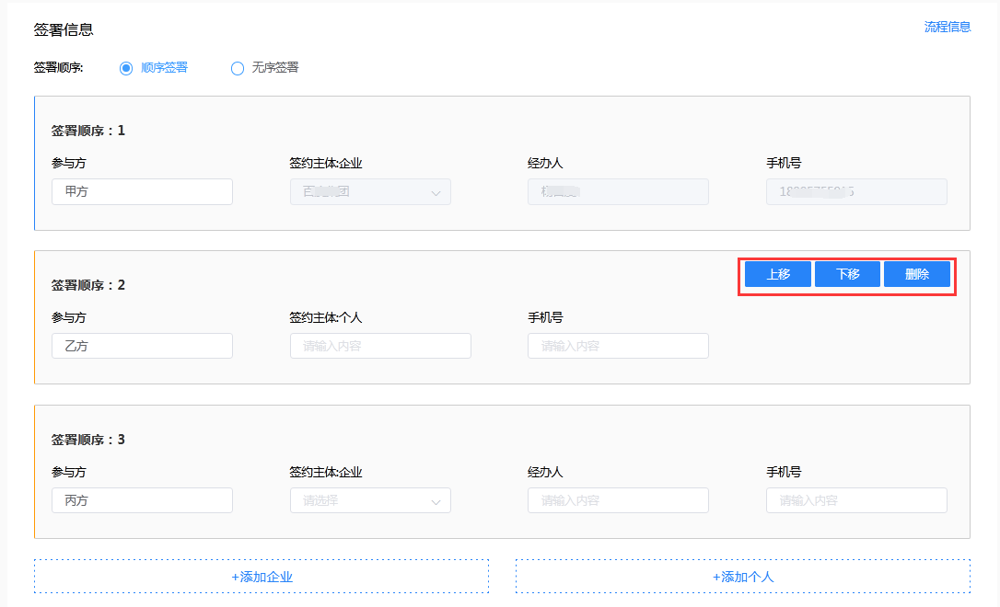 签署信息
流程信息
签署顺序:
顺序签署
无序签署
签署顺序：1
参与方
签约主体:企业
经办人
手机号
甲方
签署顺序：2
上移
下移
删除
参与方
签约主体:个人
手机号
乙方
请输入内容
请输入内容
签署顺序：3
参与方
签约主体:企业
经办人
手机号
丙方
请选择
请输入内容
请输入内容
+添加企业
+添加个人